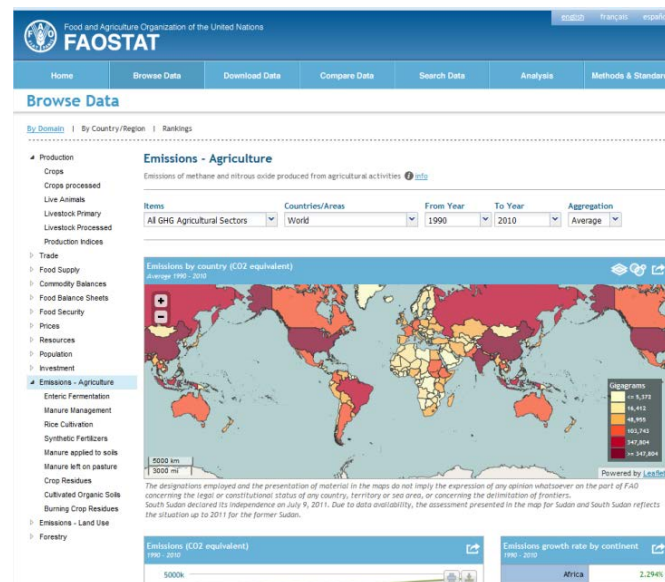 english français español
Food and Agriculture Organization of the United Nations
FAOSTAT
Home Browse Data Download Data Compare Data Search Data Analysis Methods & Standar
Browse Data
By Domain | By Country/Region | Rankings
Production
Crops
Crops processed
Live Animals
Livestock Primary
Livestock Processed
Production Indices
Trade
Food Supply
Commodity Balances
Food Balance Sheets
Food Security
Prices
Resources
Population
Investment
Emissions - Agriculture
Enteric Fermentation
Manure Management
Rice Cultivation
Synthetic Fertilizers
Manure applied to soils
Manure left on pasture
Crop Residues
Cultivated Organic Soils
Burning Crop Residues
Emissions - Land Use
Forestry
Emissions - Agriculture
Emissions of methane and nitrous oxide produced from agricultural activities info
Items Countries/Areas From Year To Year Aggregation
All GHG Agricultural Sectors World 1990 2010 Average
Emissions by country (CO2 equivalent)
Average 1990 - 2010
+
-
Gigagrams
<= 5,373
16,412
103,743
347,804
>= 347,804
5000 km
3000 mi
Powered by Leaflet
The designations employed and the presentation of material in the maps do not imply the expression of any opinion whatsoever on the part of FAO
concerning the legal or constitutional status of any country, territory or sea area, or concerning the delimitation of frontiers.
South Sudan declared its independence on July 9, 2011. Due to data availability, the assessment presented in the map for Sudan and South Sudan reflects
the situation up to 2011 for the former Sudan.
Emissions (CO2 equivalent)
1990 - 2010
5000k
Emissions growth rate by continent
1990 - 2010
Africa 2.294%